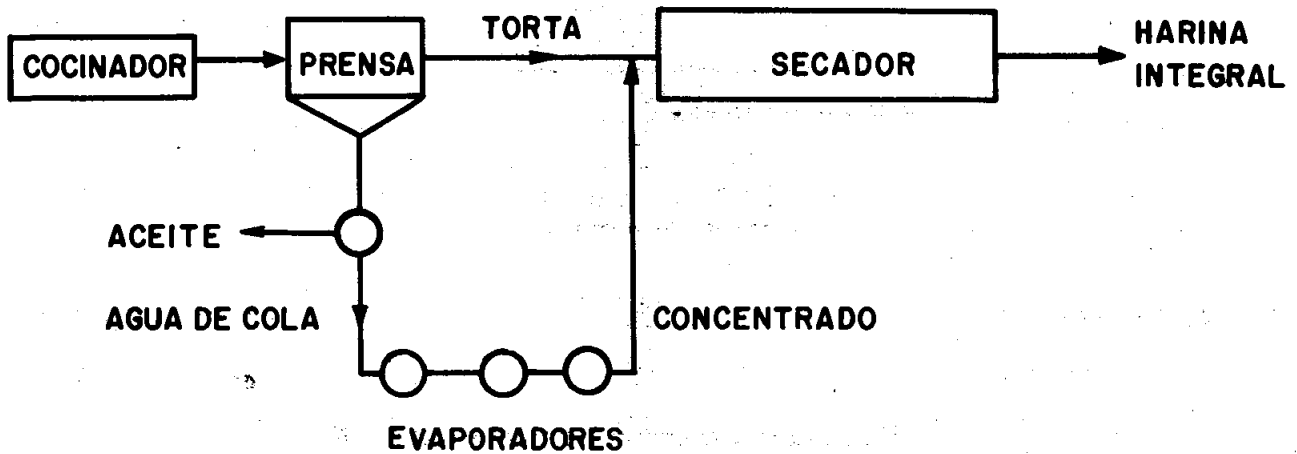 COCINADOR
PRENSA
TORTA
SECADOR
HARINA
INTEGRAL
ACEITE
AGUA DE COLA
CONCENTRADO
EVAPORADORES